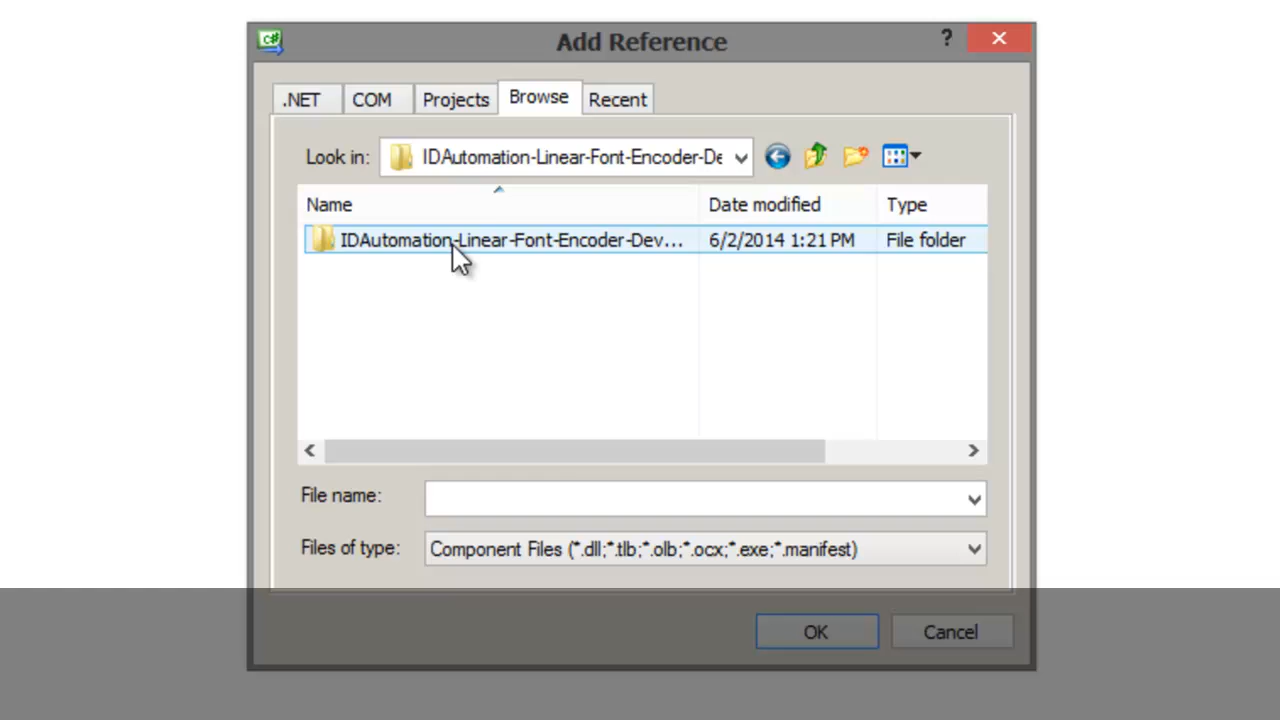 C#
Add Reference
?
.NET COM Projects Browse Recent
Look in: IDAutomation-Linear-Font-Encoder-De
Name Date modified Type
IDAutomation-Linear-Font-Encoder-Dev... 6/2/2014 1:21 PM File folder
File name:
Files of type: Component Files (*.dll;*.tlb;*.olb;*.ocx;*.exe;*.manifest)
OK Cancel